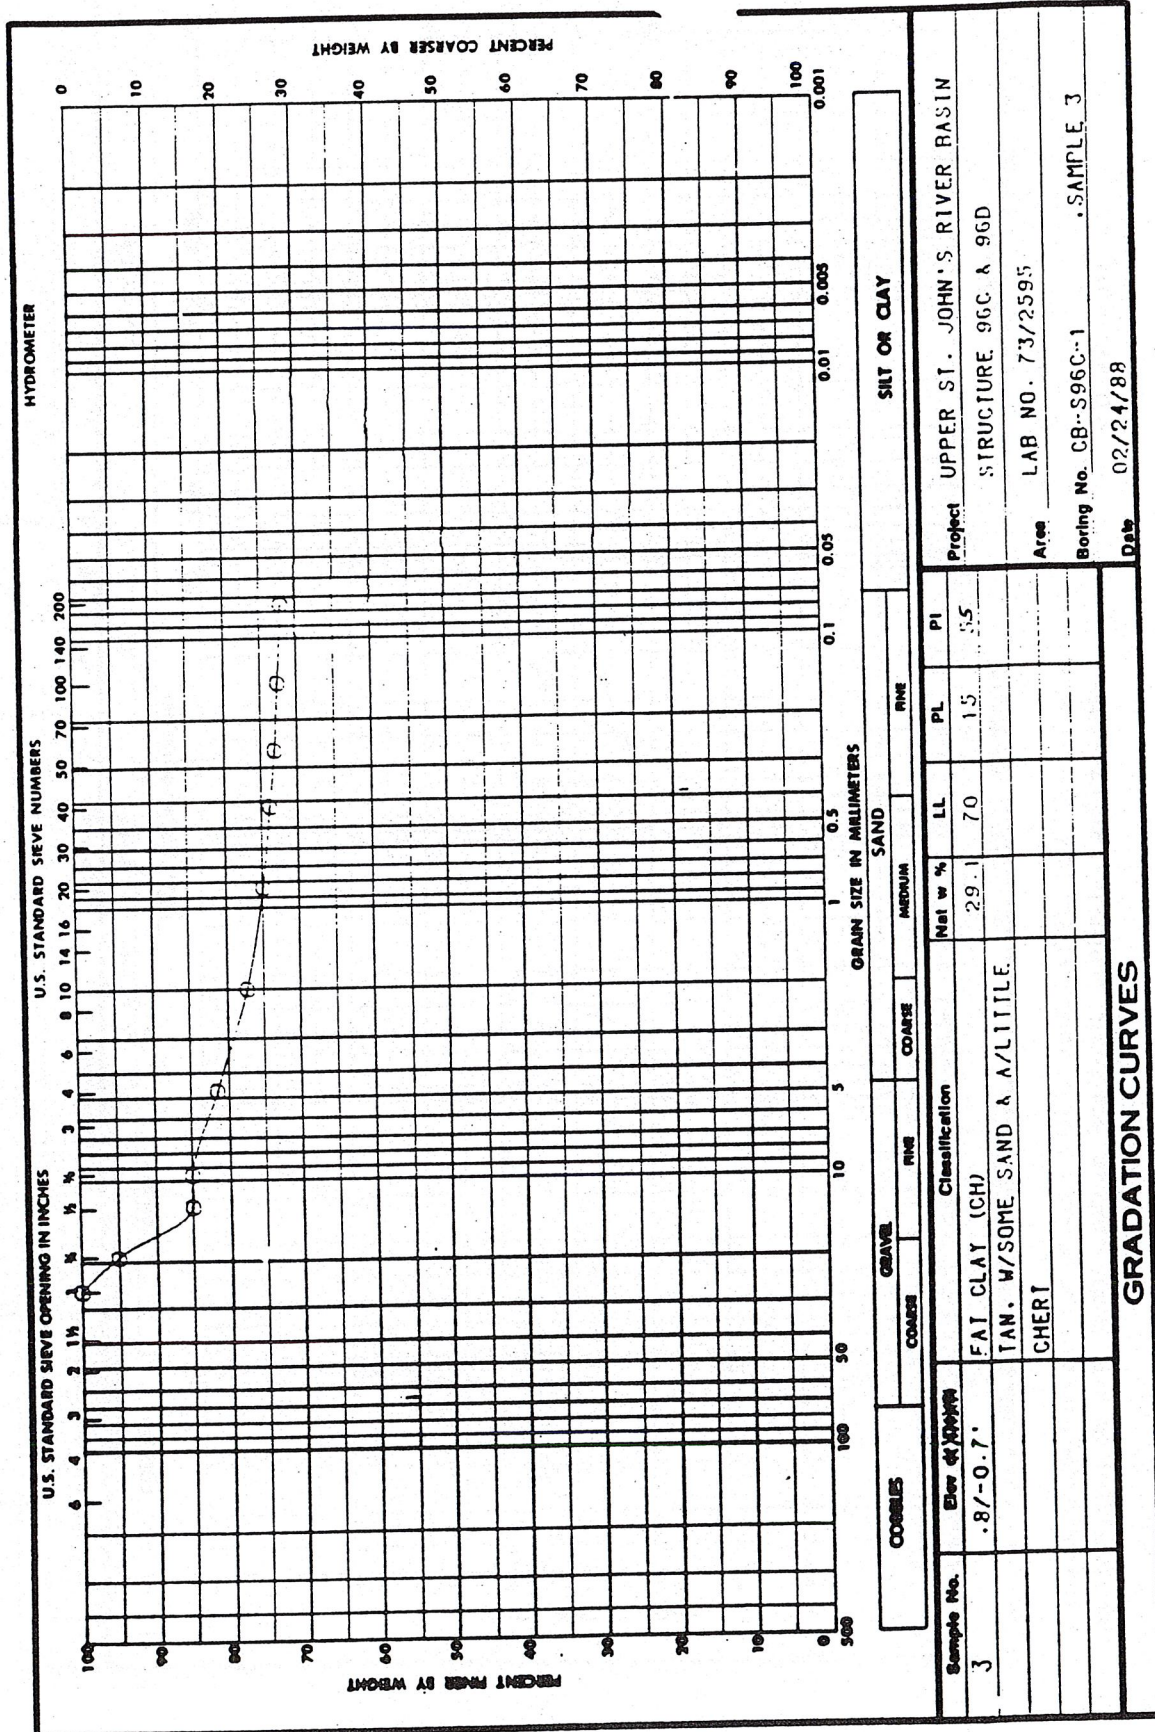 U.S. STANDARD SIEVE OPENING IN INCHES U.S. STANDARD SIEVE NUMBERS HYDROMETER
6 4 3 2 1½ 1 ¾ ½ ⅜ 3 4 6 8 10 14 16 20 30 40 50 70 100 140 200
PERCENT FINER BY WEIGHT
100
90
80
70
60
50
40
30
20
10
0
PERCENT COARSER BY WEIGHT
0
10
20
30
40
50
60
70
80
90
100
500 100 50 10 5 1 0.5 0.1 0.05 0.01 0.005 0.001
GRAIN SIZE IN MILLIMETERS
COBBLES GRAVEL SAND SILT OR CLAY
COARSE FINE COARSE MEDIUM FINE
Sample No. Elev Classification Nat w % LL PL PI
3 .8/-0.7' FAT CLAY (CH) 29.1 70 15 55
TAN, W/SOME SAND & A/LITTLE
CHERT
Project UPPER ST. JOHN'S RIVER BASIN
STRUCTURE 96C & 96D
Area LAB NO. 73/2595
Boring No. CB-S96C-1 .SAMPLE 3
Date 02/24/88
GRADATION CURVES